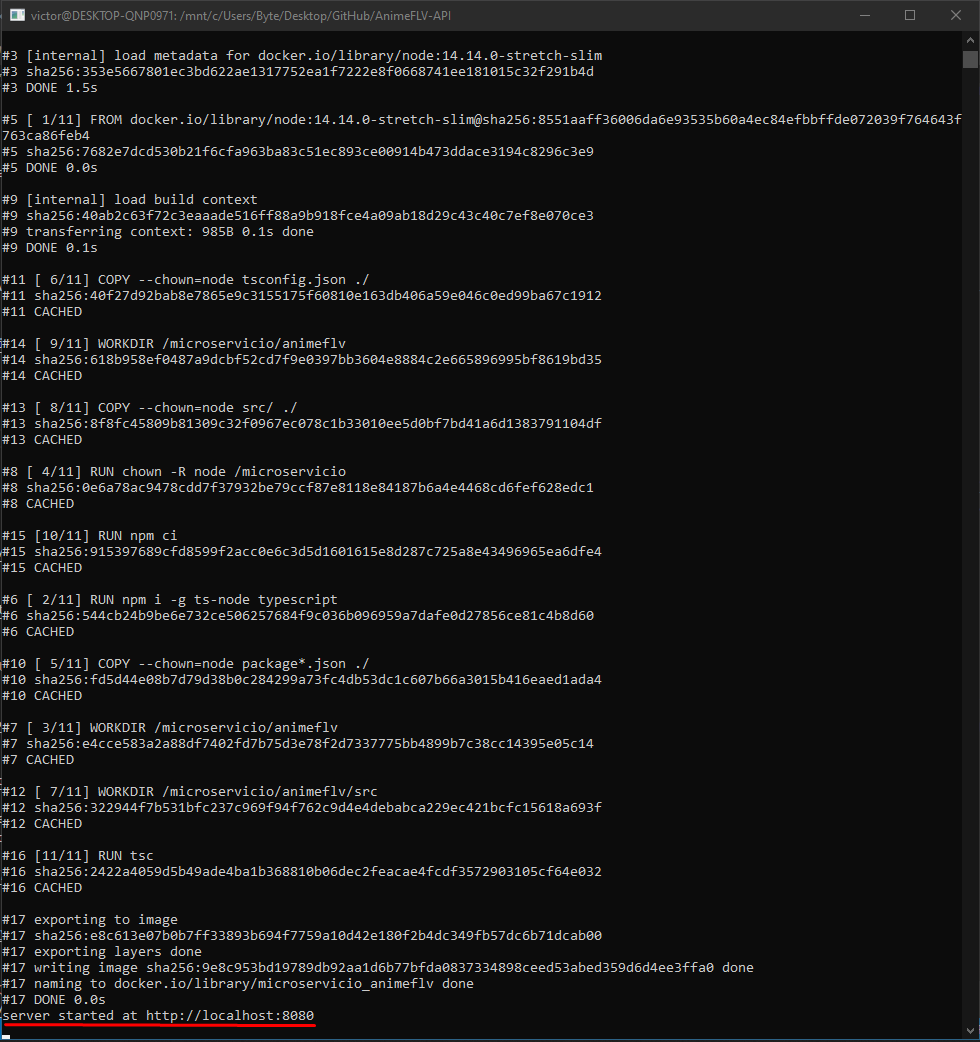 victor@DESKTOP-QNP0971: /mnt/c/Users/Byte/Desktop/GitHub/AnimeFLV-API
#3 [internal] load metadata for docker.io/library/node:14.14.0-stretch-slim
#3 sha256:353e5667801ec3bd622ae1317752ea1f7222e8f0668741ee181015c32f291b4d
#3 DONE 1.5s
#5 [ 1/11] FROM docker.io/library/node:14.14.0-stretch-slim@sha256:8551aaff36006da6e93535b60a4ec84efbbffde072039f764643f
763ca86feb4
#5 sha256:7682e7dcd530b21f6cfa963ba83c51ec893ce00914b473ddace3194c8296c3e9
#5 DONE 0.0s
#9 [internal] load build context
#9 sha256:40ab2c63f72c3eaaade516ff88a9b918fce4a09ab18d29c43c40c7ef8e070ce3
#9 transferring context: 985B 0.1s done
#9 DONE 0.1s
#11 [ 6/11] COPY --chown=node tsconfig.json ./
#11 sha256:40f27d92bab8e7865e9c3155175f60810e163db406a59e046c0ed99ba67c1912
#11 CACHED
#14 [ 9/11] WORKDIR /microservicio/animeflv
#14 sha256:618b958ef0487a9dcbf52cd7f9e0397bb3604e8884c2e665896995bf8619bd35
#14 CACHED
#13 [ 8/11] COPY --chown=node src/ ./
#13 sha256:8f8fc45809b81309c32f0967ec078c1b33010ee5d0bf7bd41a6d1383791104df
#13 CACHED
#8 [ 4/11] RUN chown -R node /microservicio
#8 sha256:0e6a78ac9478cdd7f37932be79ccf87e8118e84187b6a4e4468cd6fef628edc1
#8 CACHED
#15 [10/11] RUN npm ci
#15 sha256:915397689cfd8599f2acc0e6c3d5d1601615e8d287c725a8e43496965ea6dfe4
#15 CACHED
#6 [ 2/11] RUN npm i -g ts-node typescript
#6 sha256:544cb24b9be6e732ce506257684f9c036b096959a7dafe0d27856ce81c4b8d60
#6 CACHED
#10 [ 5/11] COPY --chown=node package*.json ./
#10 sha256:fd5d44e08b7d79d38b0c284299a73fc4db53dc1c607b66a3015b416eaed1ada4
#10 CACHED
#7 [ 3/11] WORKDIR /microservicio/animeflv
#7 sha256:e4cce583a2a88df7402fd7b75d3e78f2d7337775bb4899b7c38cc14395e05c14
#7 CACHED
#12 [ 7/11] WORKDIR /microservicio/animeflv/src
#12 sha256:322944f7b531bfc237c969f94f762c9d4e4debabca229ec421bcfc15618a693f
#12 CACHED
#16 [11/11] RUN tsc
#16 sha256:2422a4059d5b49ade4ba1b368810b06dec2feacae4fcdf3572903105cf64e032
#16 CACHED
#17 exporting to image
#17 sha256:e8c613e07b0b7ff33893b694f7759a10d42e180f2b4dc349fb57dc6b71dcab00
#17 exporting layers done
#17 writing image sha256:9e8c953bd19789db92aa1d6b77bfda0837334898ceed53abed359d6d4ee3ffa0 done
#17 naming to docker.io/library/microservicio_animeflv done
#17 DONE 0.0s
server started at http://localhost:8080